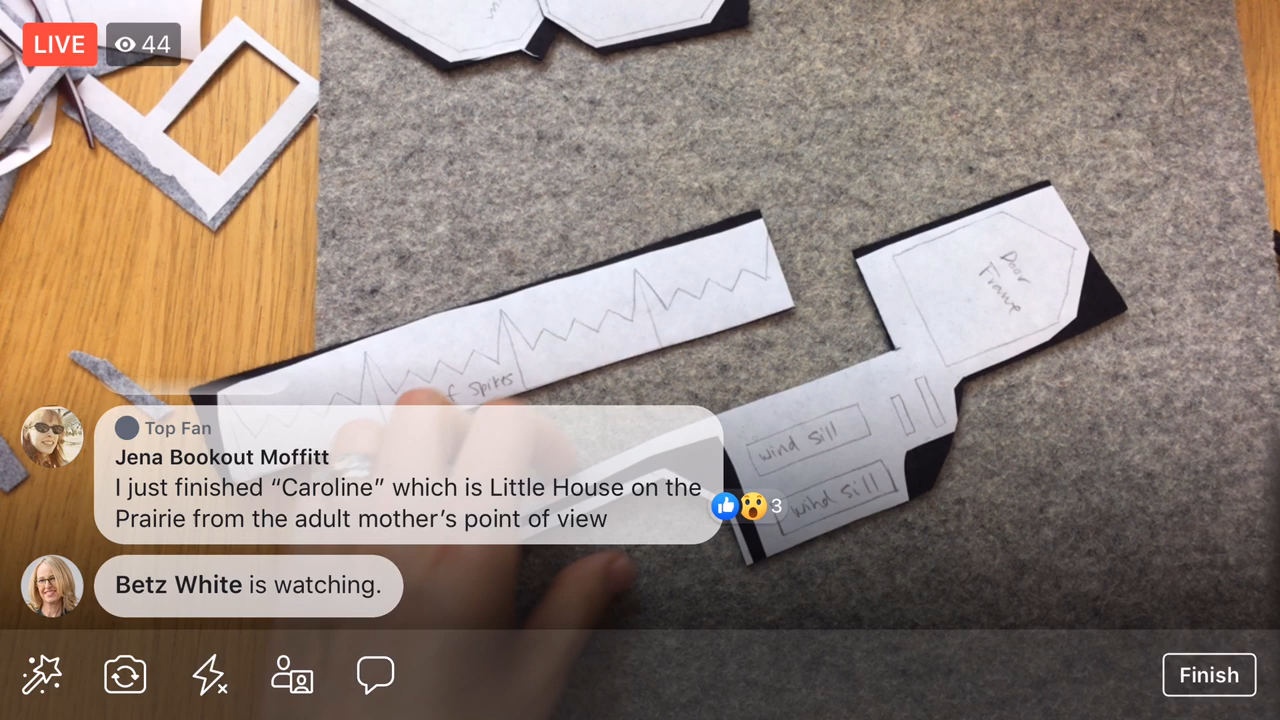 LIVE
44
Door
Frame
f Spikes
wind sill
wind sill
Top Fan
Jena Bookout Moffitt
I just finished “Caroline” which is Little House on the
Prairie from the adult mother’s point of view
3
Betz White is watching.
Finish